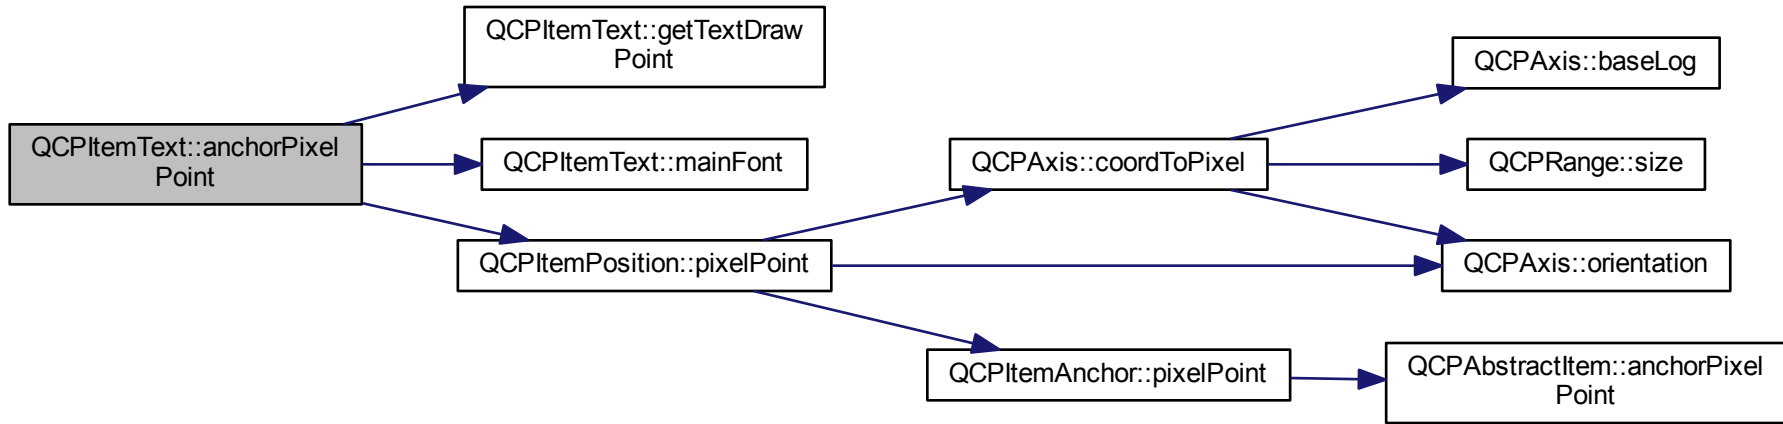 QCPItemText::anchorPixel
Point
QCPItemText::getTextDraw
Point
QCPItemText::mainFont
QCPItemPosition::pixelPoint
QCPAxis::coordToPixel
QCPItemAnchor::pixelPoint
QCPAxis::baseLog
QCPRange::size
QCPAxis::orientation
QCPAbstractItem::anchorPixel
Point